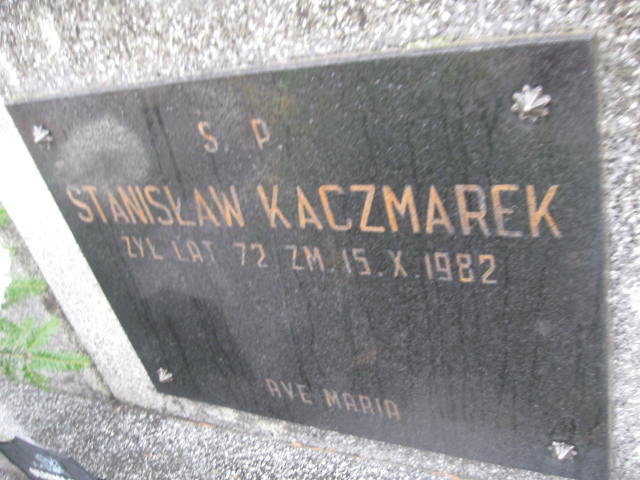 S. P.
STANISŁAW KACZMAREK
ŻYŁ LAT 72 ZM. 15. X. 1982
AVE MARIA